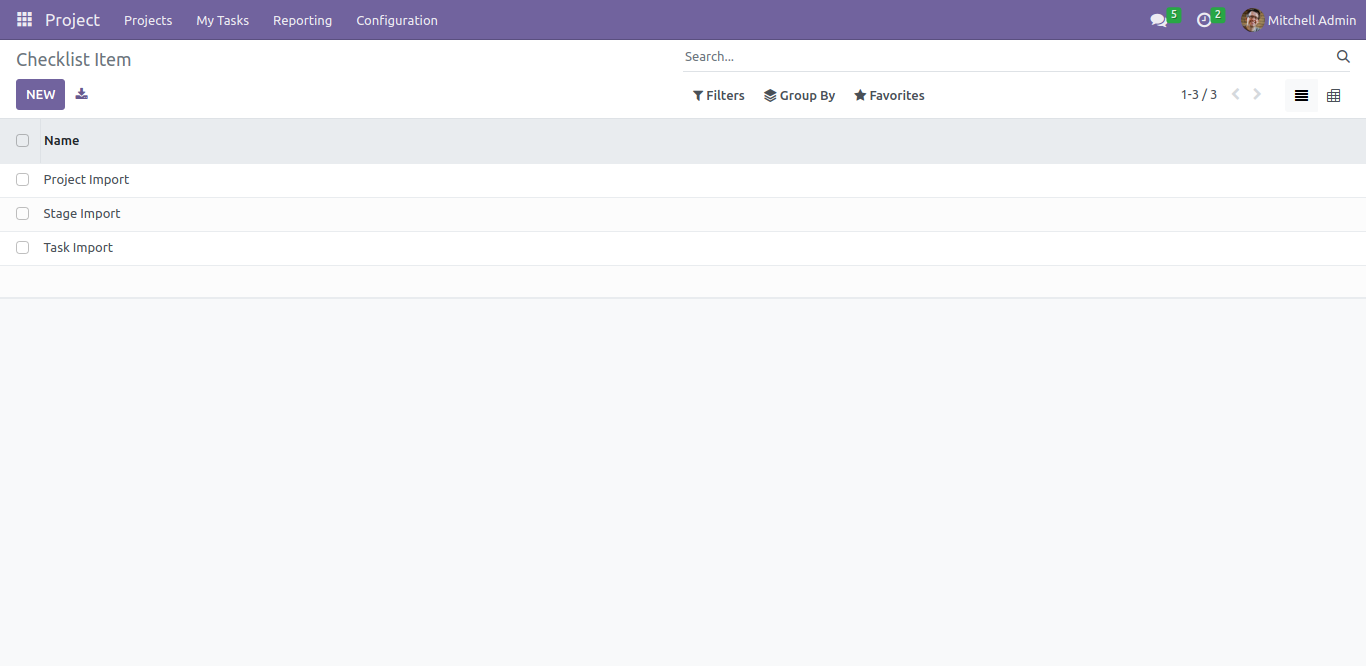 Project Projects My Tasks Reporting Configuration 5 2 Mitchell Admin
Checklist Item Search...
NEW Filters Group By Favorites 1-3 / 3
Name
Project Import
Stage Import
Task Import